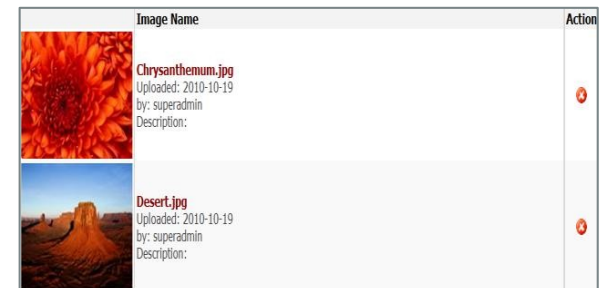 Image Name Action
Chrysanthemum.jpg
Uploaded: 2010-10-19
by: superadmin
Description:
Desert.jpg
Uploaded: 2010-10-19
by: superadmin
Description: